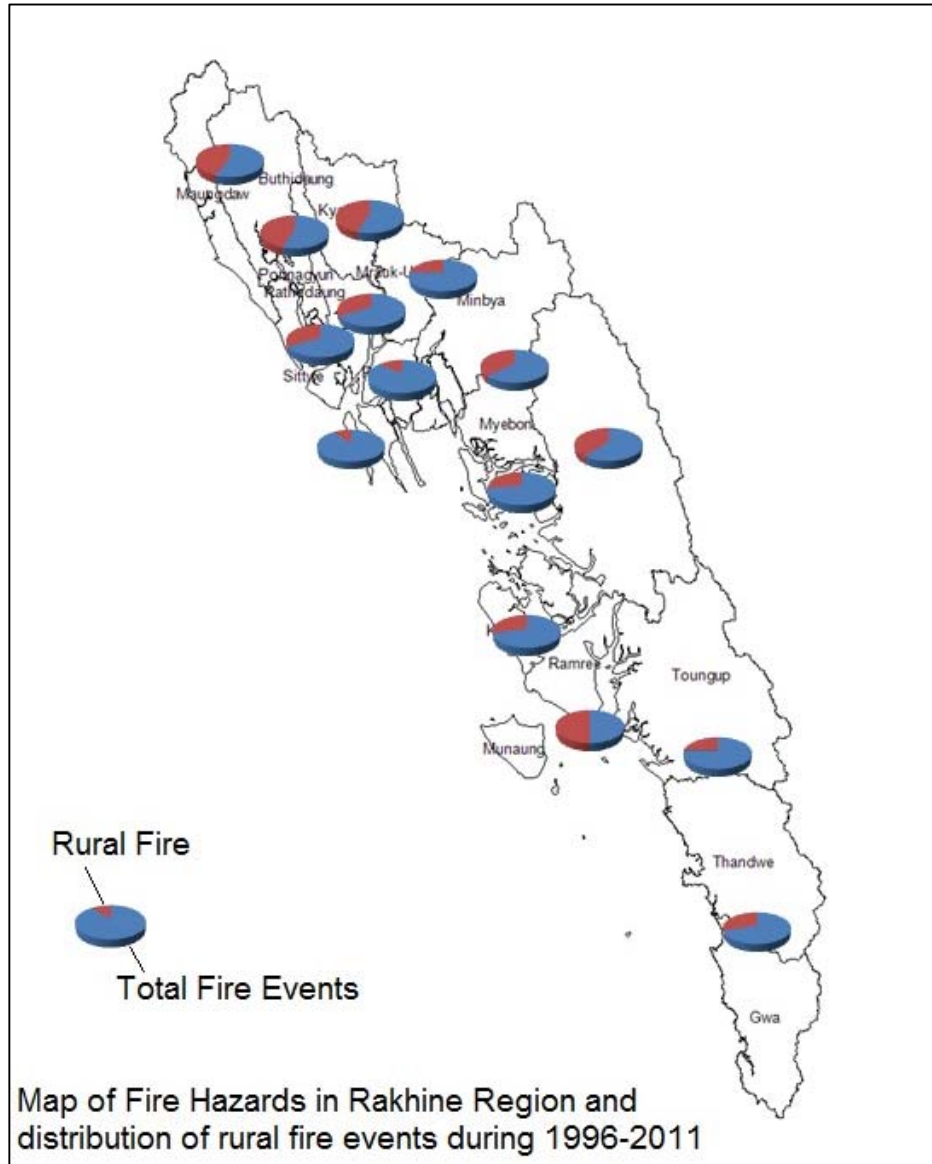 Buthidaung
Maungdaw
Ponnagyun
Rathedaung
Minbya
Sittwe
Myebon
Ramree
Toungup
Munaung
Thandwe
Gwa
Rural Fire
Total Fire Events
Map of Fire Hazards in Rakhine Region and
distribution of rural fire events during 1996-2011